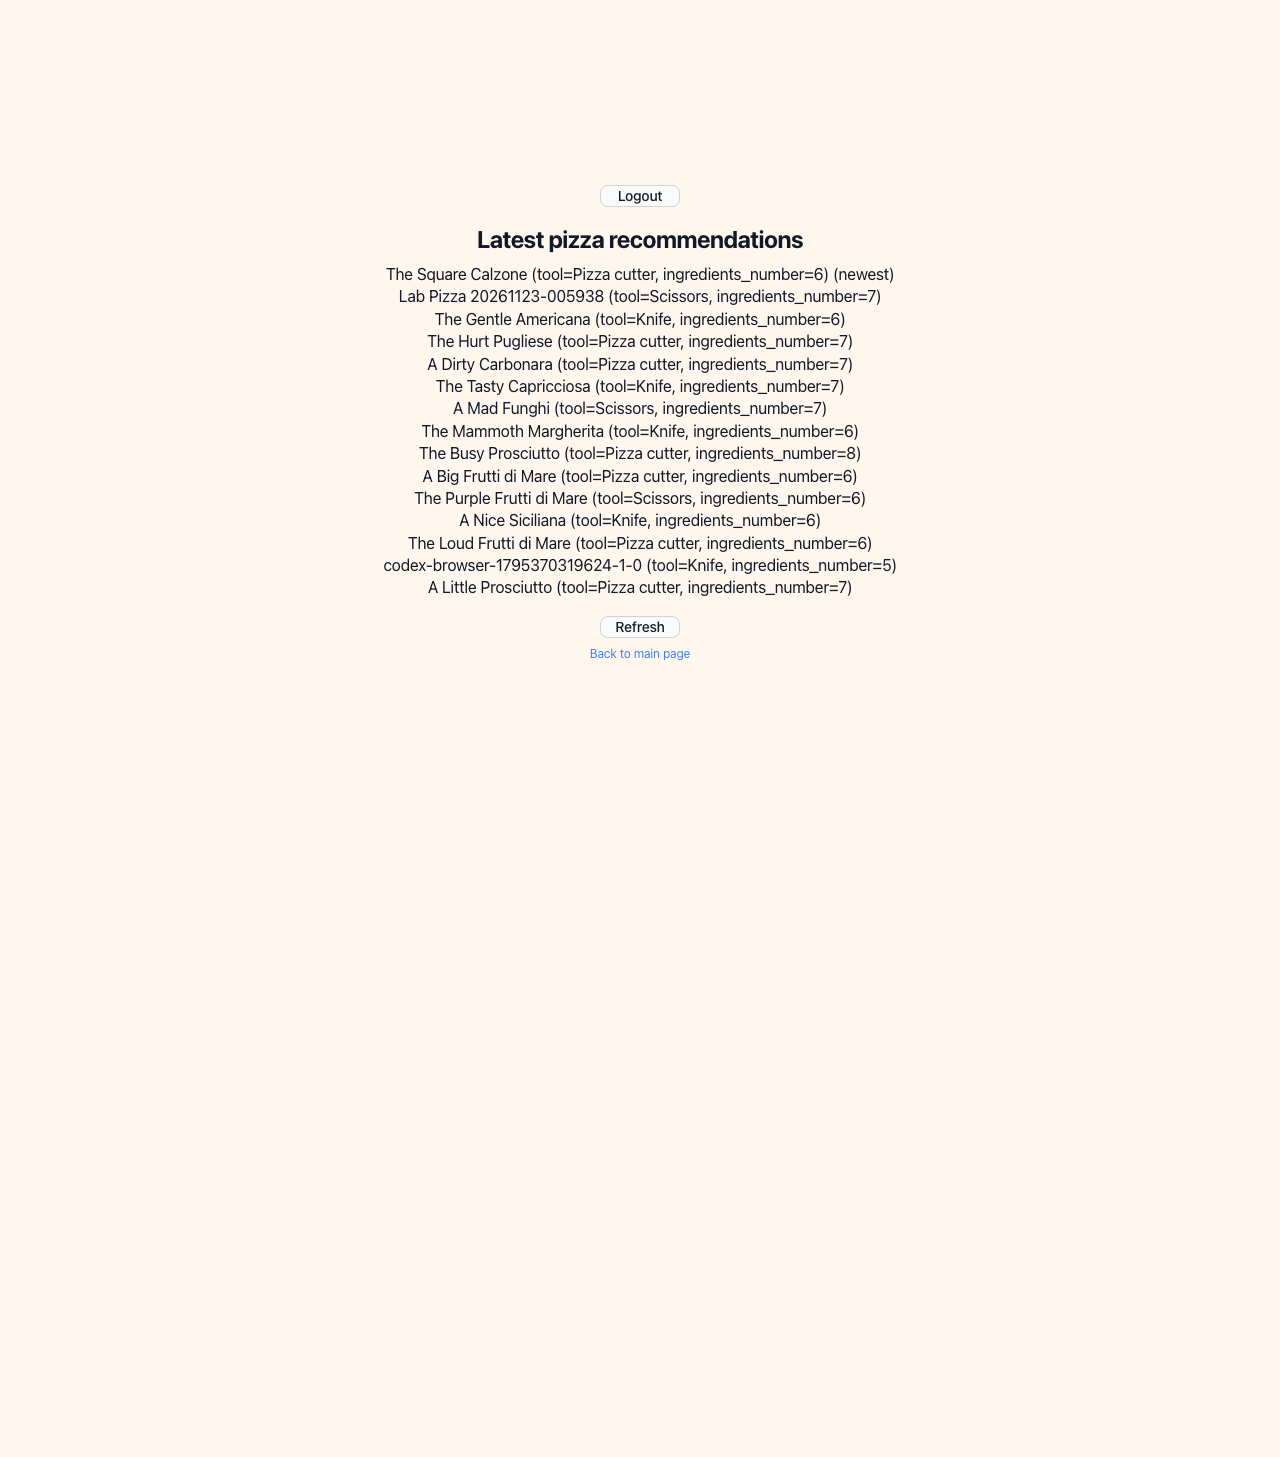 Logout
Latest pizza recommendations
The Square Calzone (tool=Pizza cutter, ingredients_number=6) (newest)
Lab Pizza 20261123-005938 (tool=Scissors, ingredients_number=7)
The Gentle Americana (tool=Knife, ingredients_number=6)
The Hurt Pugliese (tool=Pizza cutter, ingredients_number=7)
A Dirty Carbonara (tool=Pizza cutter, ingredients_number=7)
The Tasty Capricciosa (tool=Knife, ingredients_number=7)
A Mad Funghi (tool=Scissors, ingredients_number=7)
The Mammoth Margherita (tool=Knife, ingredients_number=6)
The Busy Prosciutto (tool=Pizza cutter, ingredients_number=8)
A Big Frutti di Mare (tool=Pizza cutter, ingredients_number=6)
The Purple Frutti di Mare (tool=Scissors, ingredients_number=6)
A Nice Siciliana (tool=Knife, ingredients_number=6)
The Loud Frutti di Mare (tool=Pizza cutter, ingredients_number=6)
codex-browser-1795370319624-1-0 (tool=Knife, ingredients_number=5)
A Little Prosciutto (tool=Pizza cutter, ingredients_number=7)
Refresh
Back to main page